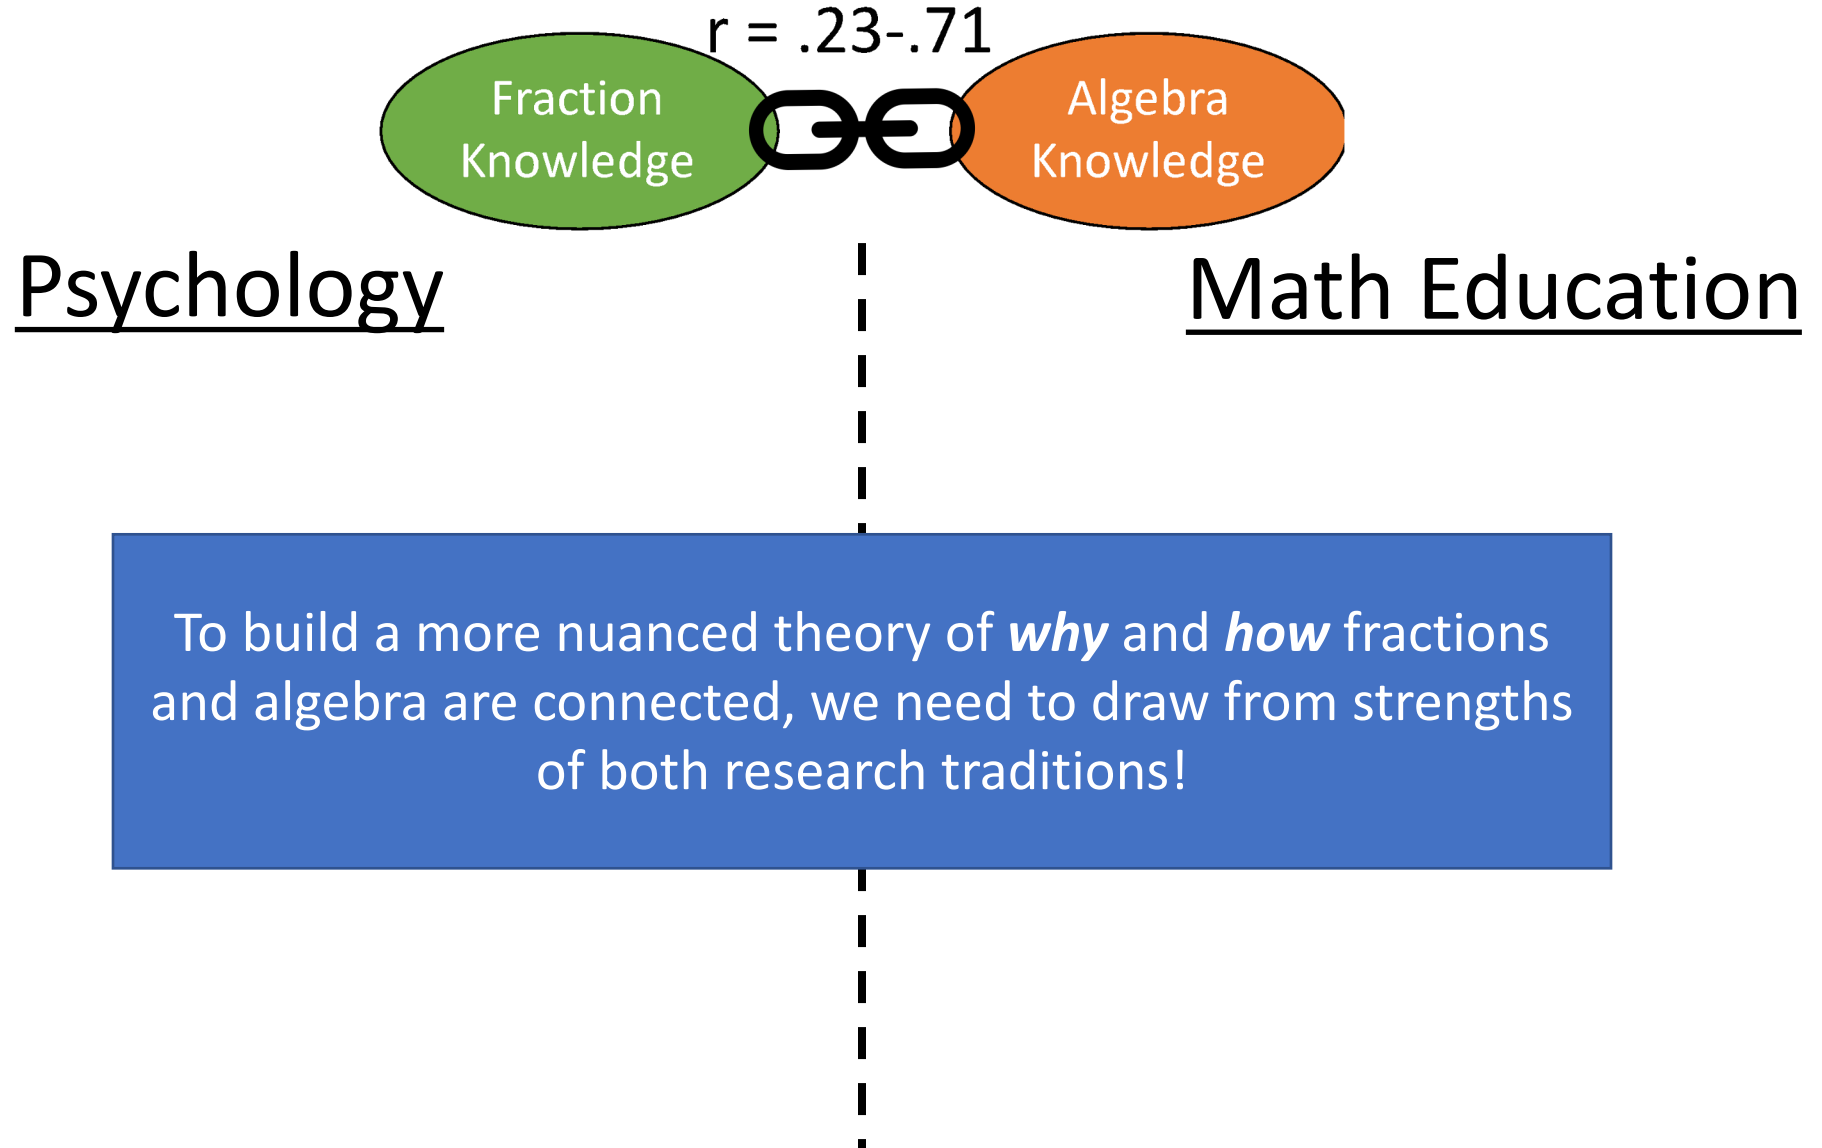 r = .23-.71
Fraction
Knowledge
Algebra
Knowledge
Psychology
Math Education
To build a more nuanced theory of why and how fractions
and algebra are connected, we need to draw from strengths
of both research traditions!